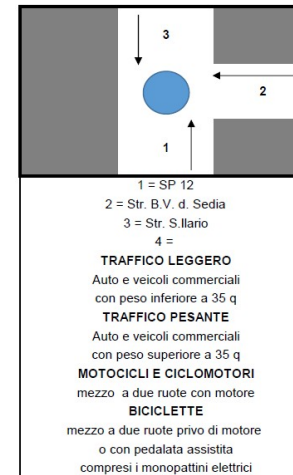 3
2
1
1 = SP 12
2 = Str. B.V. d. Sedia
3 = Str. S.Ilario
4 =
TRAFFICO LEGGERO
Auto e veicoli commerciali
con peso inferiore a 35 q
TRAFFICO PESANTE
Auto e veicoli commerciali
con peso superiore a 35 q
MOTOCICLI E CICLOMOTORI
mezzo a due ruote con motore
BICICLETTE
mezzo a due ruote privo di motore
o con pedalata assistita
compresi i monopattini elettrici